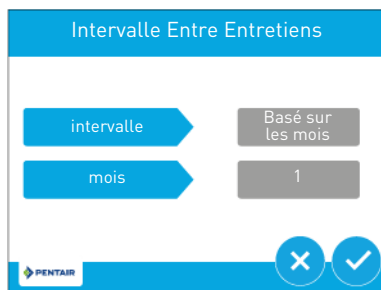 Intervalle Entre Entretiens
intervalle
Basé sur
les mois
mois
1
PENTAIR